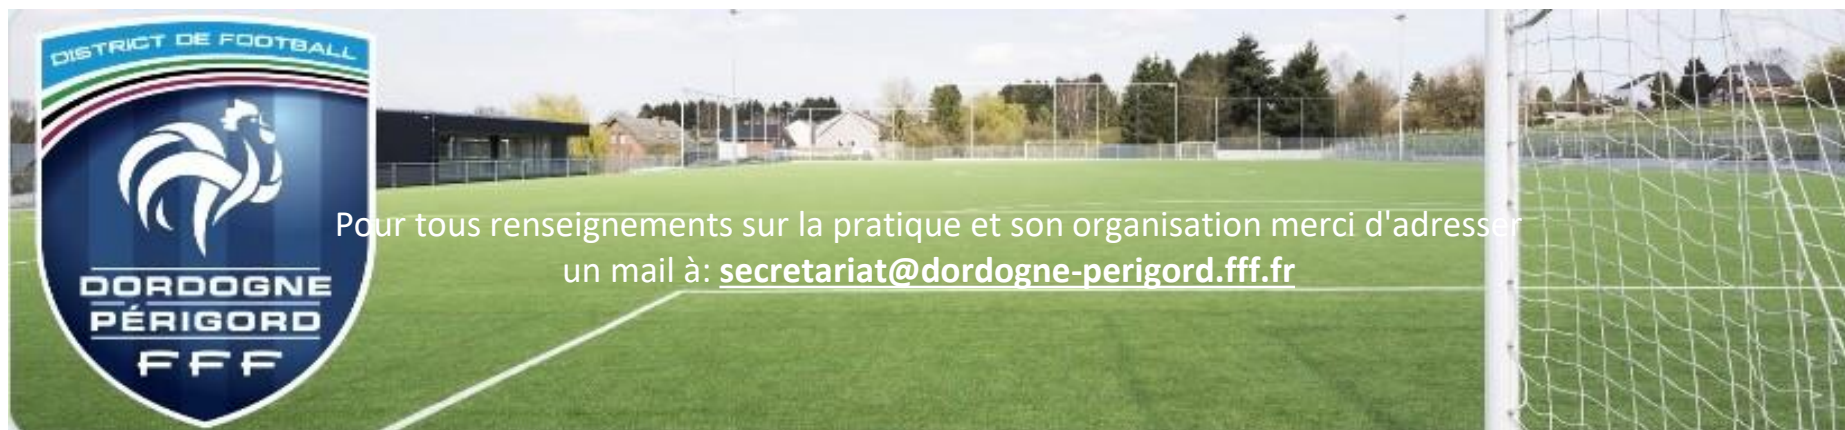 DISTRICT DE FOOTBALL
DORDOGNE
PÉRIGORD
FFF
Pour tous renseignements sur la pratique et son organisation merci d'adresser
un mail à: secretariat@dordogne-perigord.fff.fr